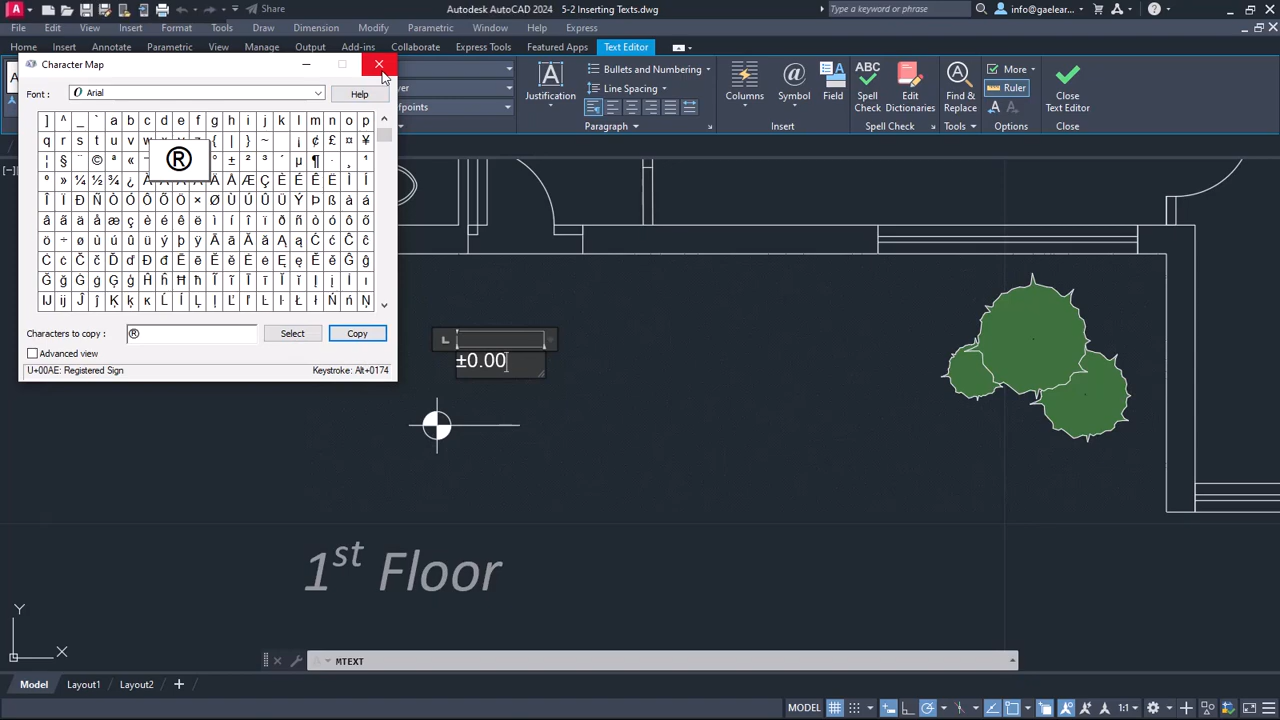 Share
Autodesk AutoCAD 2024
5-2 Inserting Texts.dwg
Type a keyword or phrase
info@gaelear...
File
Edit
View
Insert
Format
Tools
Draw
Dimension
Modify
Parametric
Window
Help
Express
Home
Insert
Annotate
Parametric
View
Manage
Output
Add-ins
Collaborate
Express Tools
Featured Apps
Text Editor
Character Map
Font :
Arial
Help
] ^ _ ` a b c d e f g h i j k l m n o p
®
Characters to copy :
®
Select
Copy
Advanced view
U+00AE: Registered Sign
Keystroke: Alt+0174
Justification
Bullets and Numbering
Line Spacing
Paragraph
Columns
Symbol
Field
Insert
Spell
Check
Edit
Dictionaries
Find &
Replace
Tools
More
Ruler
Options
Close
Text Editor
Close
±0.00
1st Floor
Y
X
MTEXT
Model
Layout1
Layout2
MODEL
1:1